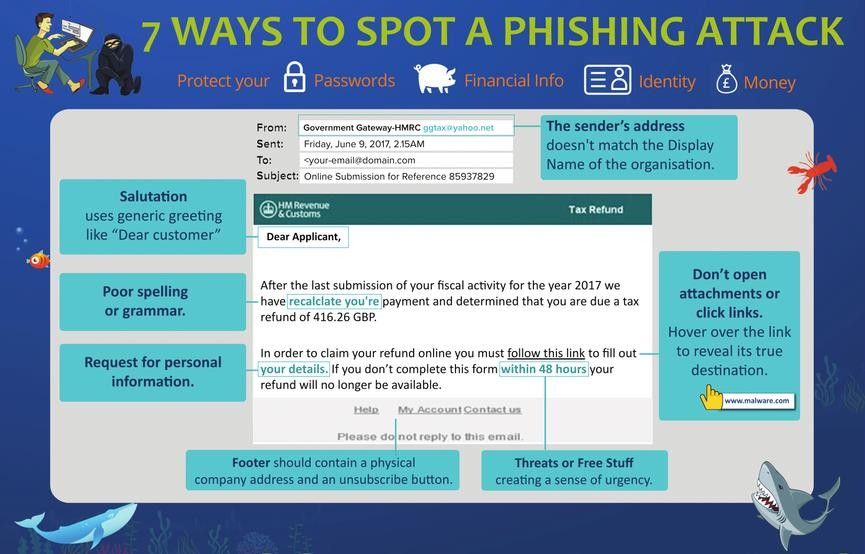 7 WAYS TO SPOT A PHISHING ATTACK
Protect your Passwords Financial Info Identity Money
From: Government Gateway-HMRC ggtax@yahoo.net
Sent: Friday, June 9, 2017, 2.15AM
To: <your-email@domain.com
Subject: Online Submission for Reference 85937829
The sender's address
doesn't match the Display
Name of the organisation.
Salutation
uses generic greeting
like "Dear customer"
HM Revenue
& Customs
Tax Refund
Dear Applicant,
Poor spelling
or grammar.
After the last submission of your fiscal activity for the year 2017 we
have recalclate you're payment and determined that you are due a tax
refund of 416.26 GBP.
Don't open
attachments or
click links.
Hover over the link
to reveal its true
destination.
www.malware.com
Request for personal
information.
In order to claim your refund online you must follow this link to fill out
your details. If you don't complete this form within 48 hours your
refund will no longer be available.
Help My Account Contact us
Please do not reply to this email.
Footer should contain a physical
company address and an unsubscribe button.
Threats or Free Stuff
creating a sense of urgency.